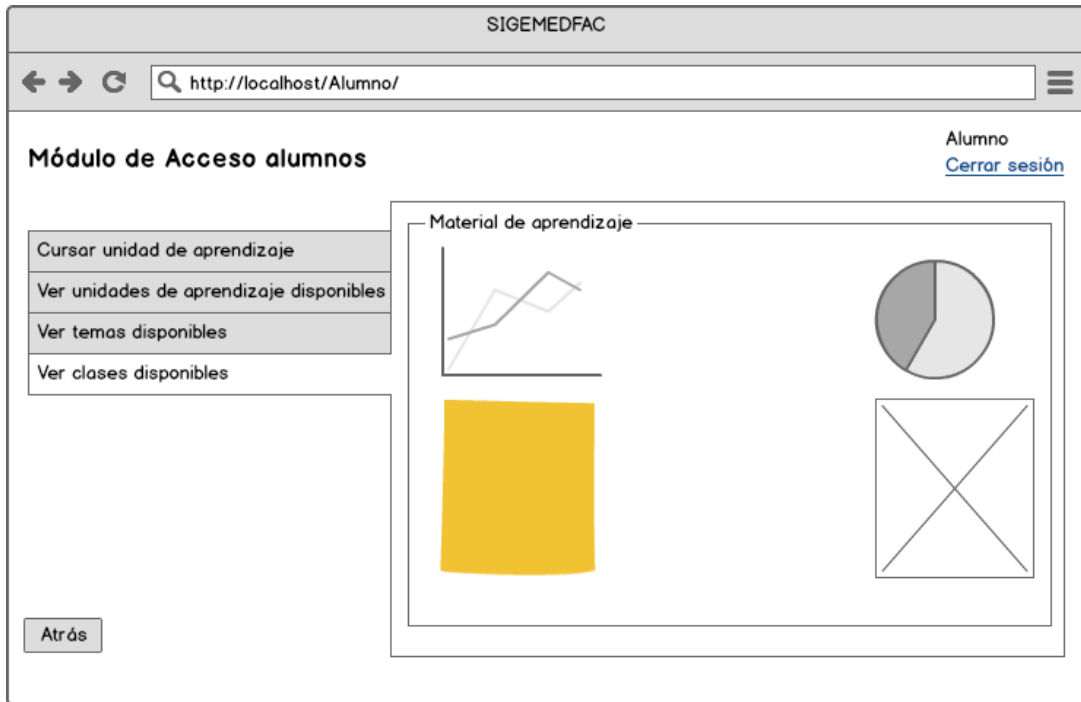 SIGEMEDFAC
http://localhost/Alumno/
Módulo de Acceso alumnos
Alumno
Cerrar sesión
Cursar unidad de aprendizaje
Ver unidades de aprendizaje disponibles
Ver temas disponibles
Ver clases disponibles
Material de aprendizaje
Atrás